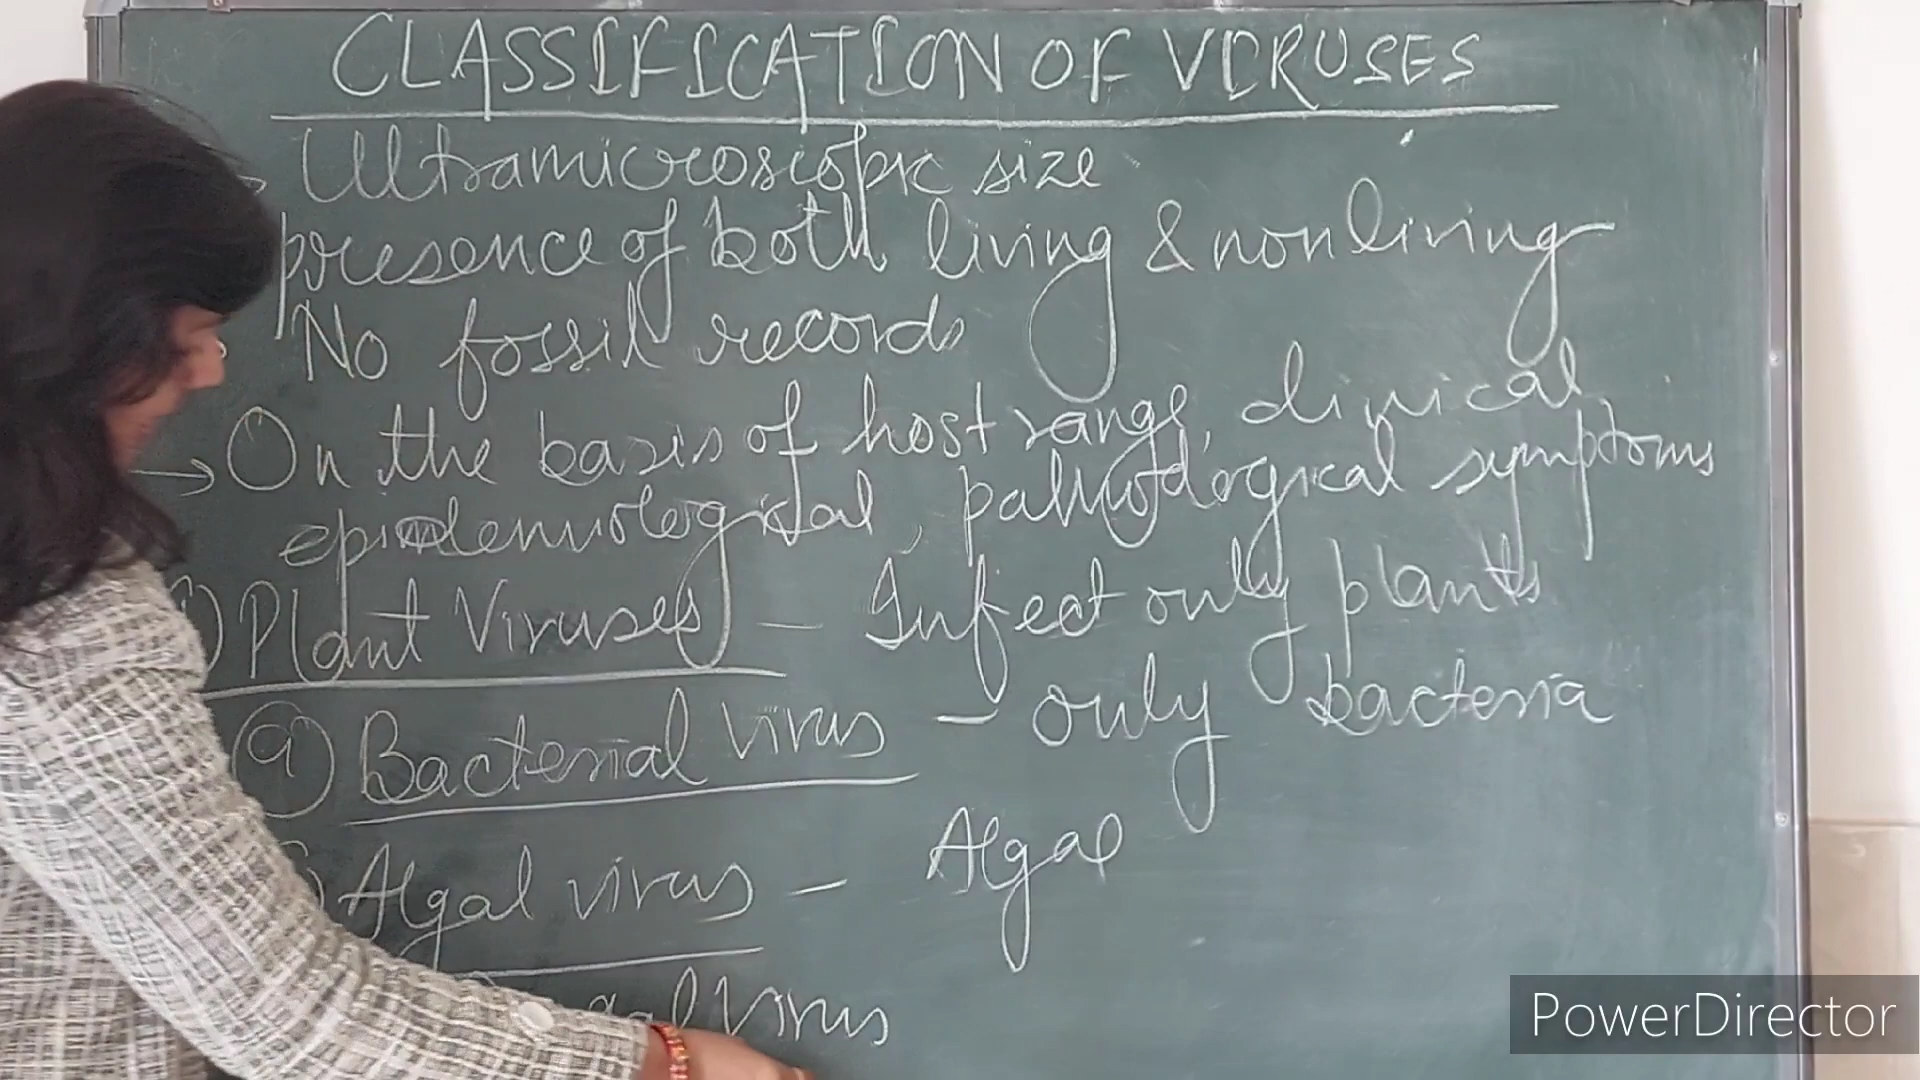 CLASSIFICATION OF VIRUSES
Ultramicroscopic size
presence of both living & nonliving
No fossil records
→ On the basis of host range, clinical
epidemiological, pathological symptoms
) Plant Viruses – Infect only plants
(a) Bacterial virus – only bacteria
) Algal virus – Algal
Virus
PowerDirector